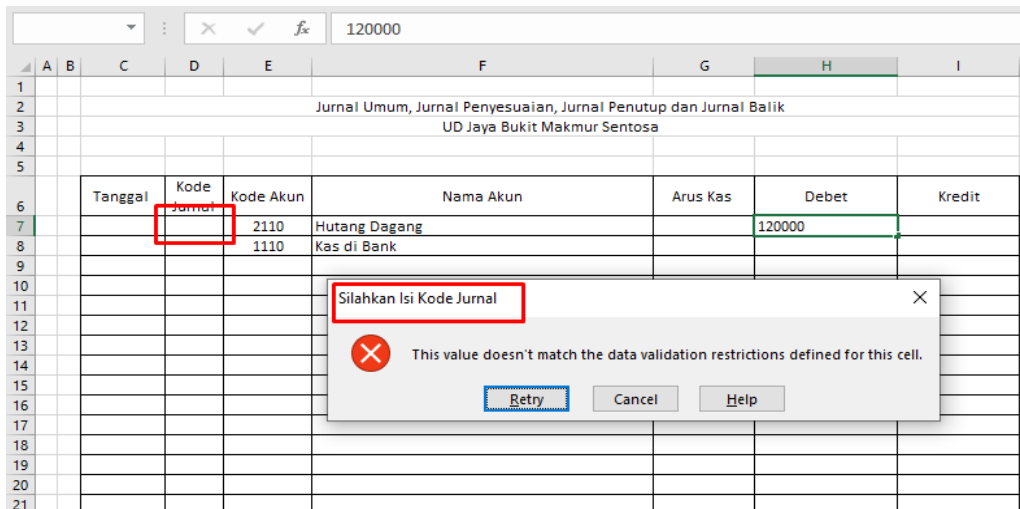 fx 120000
A B C D E F G H I
1
2 Jurnal Umum, Jurnal Penyesuaian, Jurnal Penutup dan Jurnal Balik
3 UD Jaya Bukit Makmur Sentosa
4
5
6 Tanggal Kode Jurnal Kode Akun Nama Akun Arus Kas Debet Kredit
7 2110 Hutang Dagang 120000
8 1110 Kas di Bank
9
10
Silahkan Isi Kode Jurnal
11
12
13 This value doesn't match the data validation restrictions defined for this cell.
14
15
Retry Cancel Help
16
17
18
19
20
21